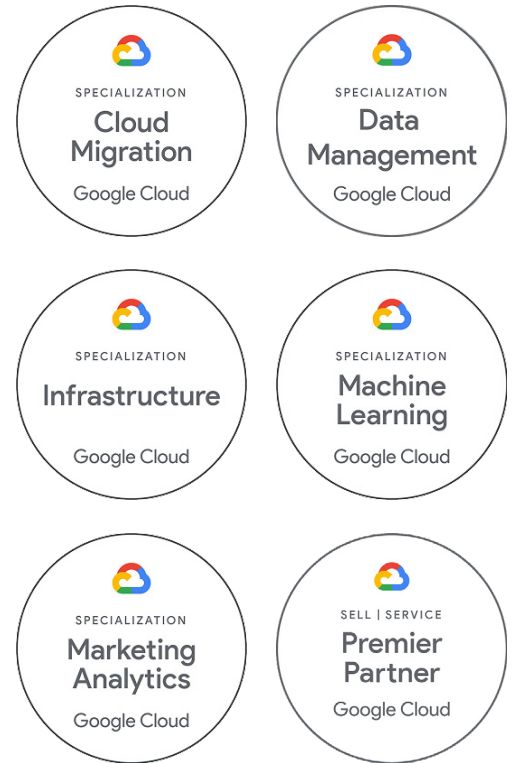 SPECIALIZATION
Cloud
Migration
Google Cloud
SPECIALIZATION
Data
Management
Google Cloud
SPECIALIZATION
Infrastructure
Google Cloud
SPECIALIZATION
Machine
Learning
Google Cloud
SPECIALIZATION
Marketing
Analytics
Google Cloud
SELL | SERVICE
Premier
Partner
Google Cloud